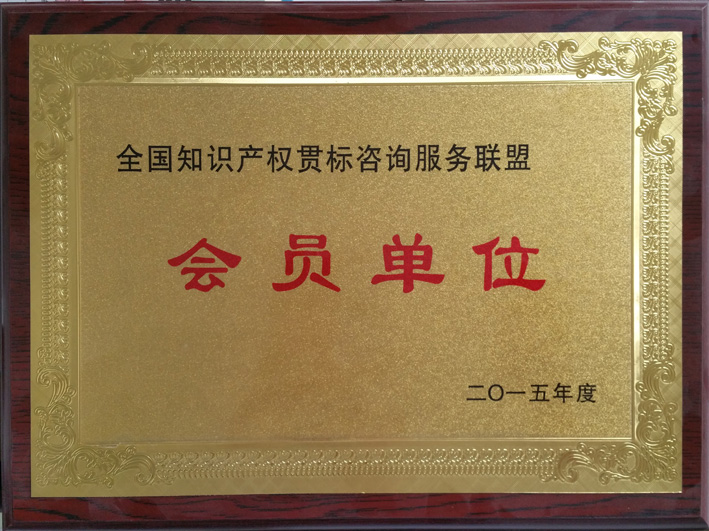 全国知识产权贯标咨询服务联盟
会员单位
二〇一五年度